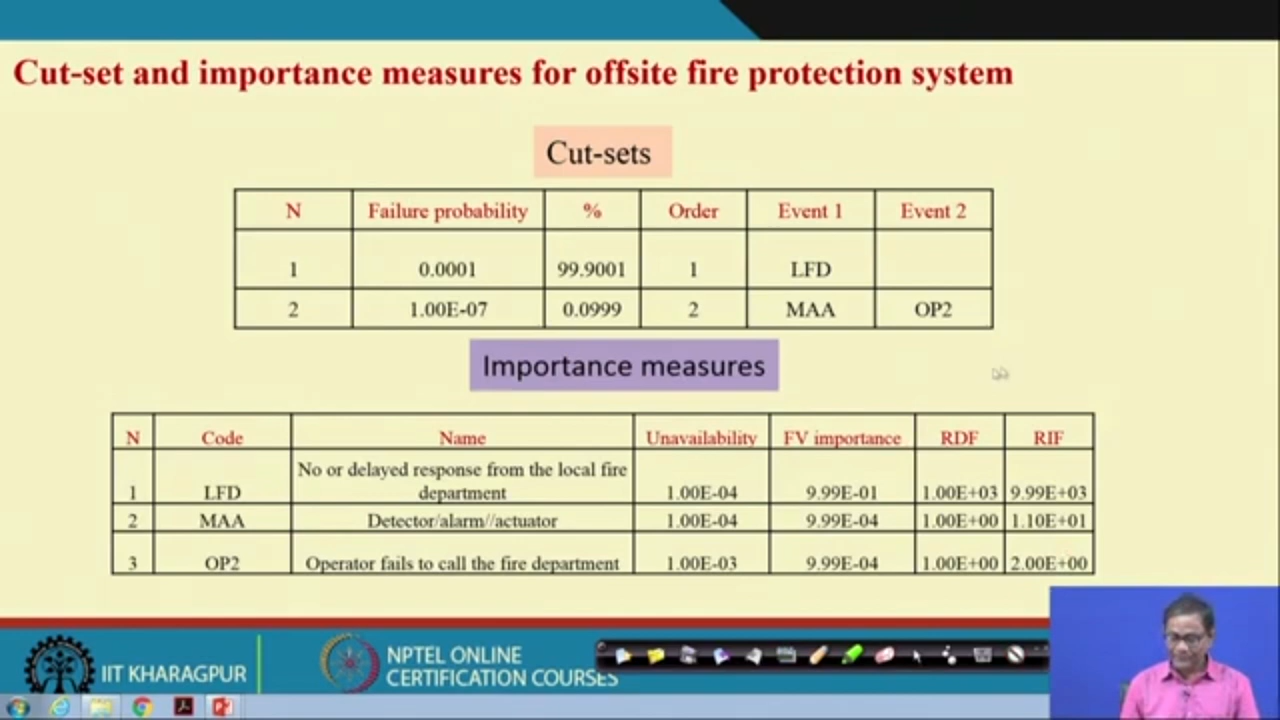 Cut-set and importance measures for offsite fire protection system
Cut-sets
N Failure probability % Order Event 1 Event 2
1 0.0001 99.9001 1 LFD
2 1.00E-07 0.0999 2 MAA OP2
Importance measures
N Code Name Unavailability FV importance RDF RIF
No or delayed response from the local fire
1 LFD department 1.00E-04 9.99E-01 1.00E+03 9.99E+03
2 MAA Detector/alarm//actuator 1.00E-04 9.99E-04 1.00E+00 1.10E+01
3 OP2 Operator fails to call the fire department 1.00E-03 9.99E-04 1.00E+00 2.00E+00
IIT KHARAGPUR
NPTEL ONLINE
CERTIFICATION COURSES